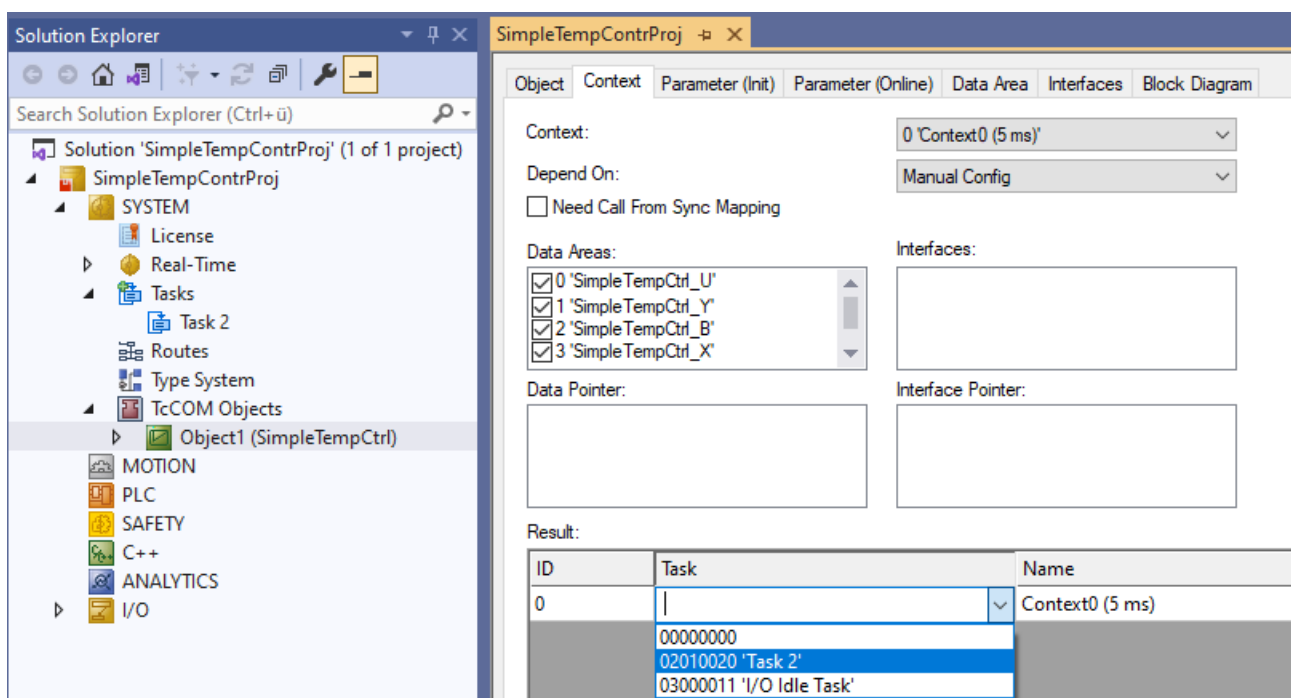 Solution Explorer
Search Solution Explorer (Ctrl+ü)
Solution 'SimpleTempContrProj' (1 of 1 project)
SimpleTempContrProj
SYSTEM
License
Real-Time
Tasks
Task 2
Routes
Type System
TcCOM Objects
Object1 (SimpleTempCtrl)
MOTION
PLC
SAFETY
C++
ANALYTICS
I/O
SimpleTempContrProj
Object Context Parameter (Init) Parameter (Online) Data Area Interfaces Block Diagram
Context: 0 'Context0 (5 ms)'
Depend On: Manual Config
Need Call From Sync Mapping
Data Areas: Interfaces:
0 'SimpleTempCtrl_U'
1 'SimpleTempCtrl_Y'
2 'SimpleTempCtrl_B'
3 'SimpleTempCtrl_X'
Data Pointer: Interface Pointer:
Result:
ID Task Name
0 Context0 (5 ms)
00000000
02010020 'Task 2'
03000011 'I/O Idle Task'